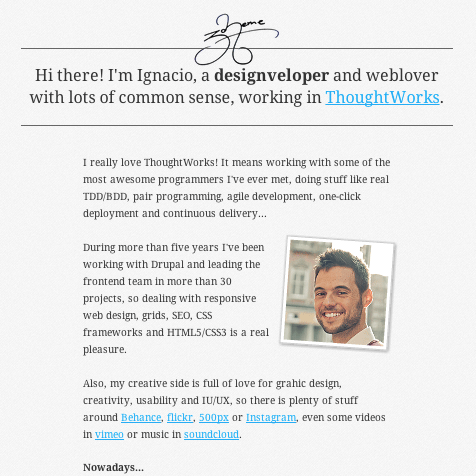 Hi there! I'm Ignacio, a designveloper and weblover
with lots of common sense, working in ThoughtWorks.
I really love ThoughtWorks! It means working with some of the
most awesome programmers I've ever met, doing stuff like real
TDD/BDD, pair programming, agile development, one-click
deployment and continuous delivery...
During more than five years I've been
working with Drupal and leading the
frontend team in more than 30
projects, so dealing with responsive
web design, grids, SEO, CSS
frameworks and HTML5/CSS3 is a real
pleasure.
Also, my creative side is full of love for grahic design,
creativity, usability and IU/UX, so there is plenty of stuff
around Behance, flickr, 500px or Instagram, even some videos
in vimeo or music in soundcloud.
Nowadays...